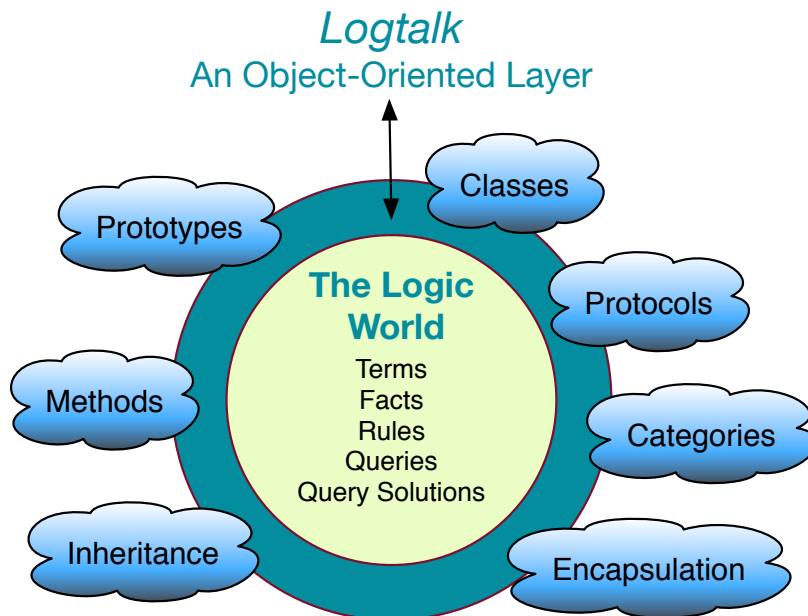 Logtalk
An Object-Oriented Layer
Classes
Prototypes
Protocols
The Logic
World
Terms
Facts
Rules
Queries
Query Solutions
Methods
Categories
Inheritance
Encapsulation